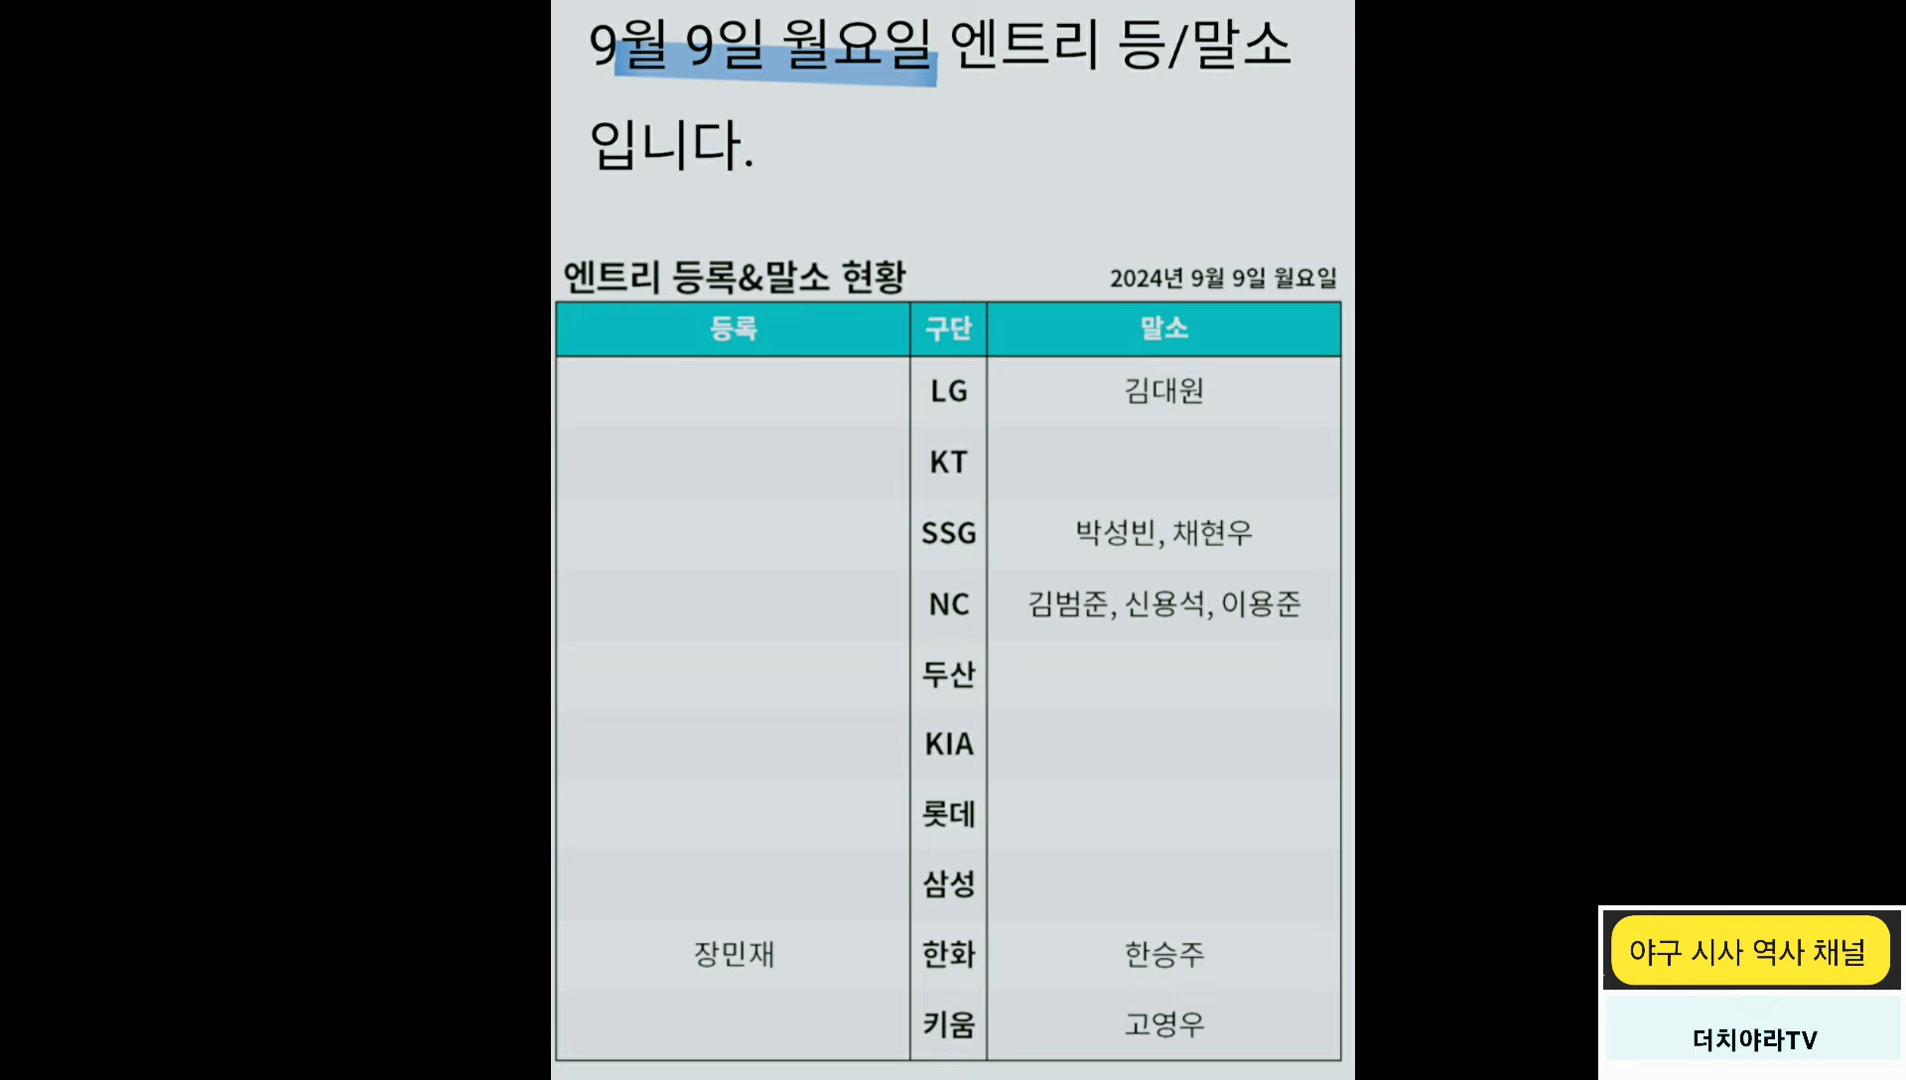 9월 9일 월요일 엔트리 등/말소
입니다.
엔트리 등록&말소 현황 2024년 9월 9일 월요일
등록 구단 말소
LG 김대원
KT
SSG 박성빈, 채현우
NC 김범준, 신용석, 이용준
두산
KIA
롯데
삼성
장민재 한화 한승주
키움 고영우
야구 시사 역사 채널
더치야라TV